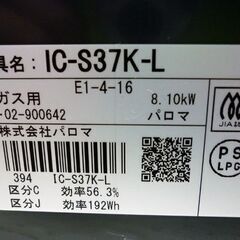 具名：IC-S37K-L
E1-4-16
ガス用 8.10kW
-02-900642 パロマ
株式会社パロマ
JIA
PS
LPG
394 IC-S37K-L
区分C 効率56.3%
区分J 効率192Wh